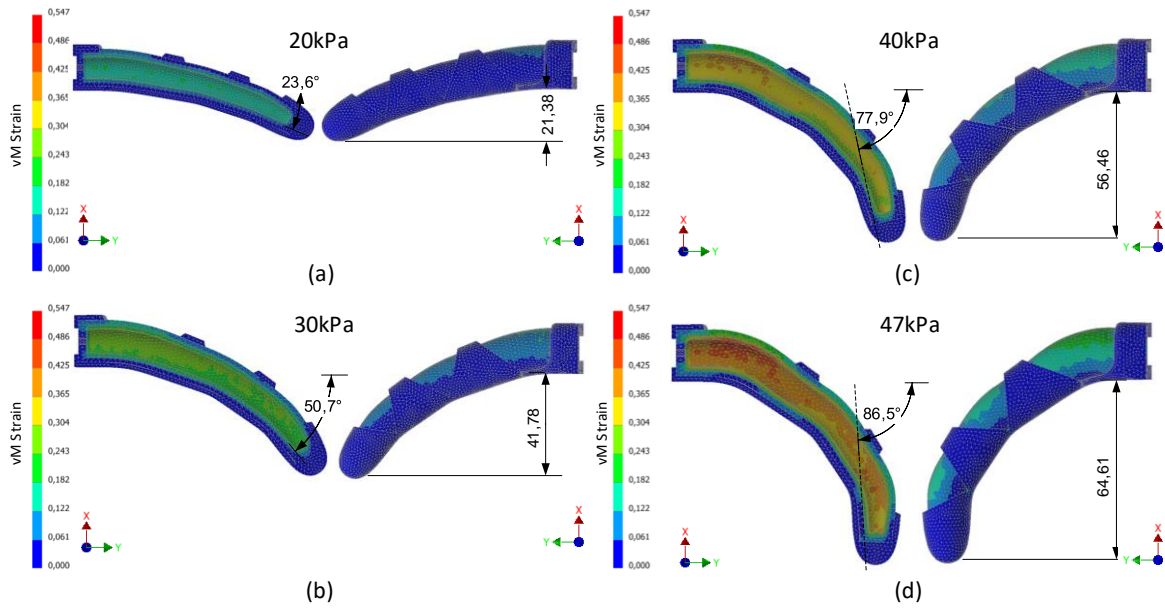 20kPa
vM Strain
0,547
0,486
0,425
0,365
0,304
0,243
0,182
0,122
0,061
0,000
23,6°
21,38
X
Y
X
Y
(a)
40kPa
vM Strain
0,547
0,486
0,425
0,365
0,304
0,243
0,182
0,122
0,061
0,000
77,9°
56,46
X
Y
X
Y
(c)
30kPa
vM Strain
0,547
0,486
0,425
0,365
0,304
0,243
0,182
0,122
0,061
0,000
50,7°
41,78
X
Y
X
Y
(b)
47kPa
vM Strain
0,547
0,486
0,425
0,365
0,304
0,243
0,182
0,122
0,061
0,000
86,5°
64,61
X
Y
X
Y
(d)